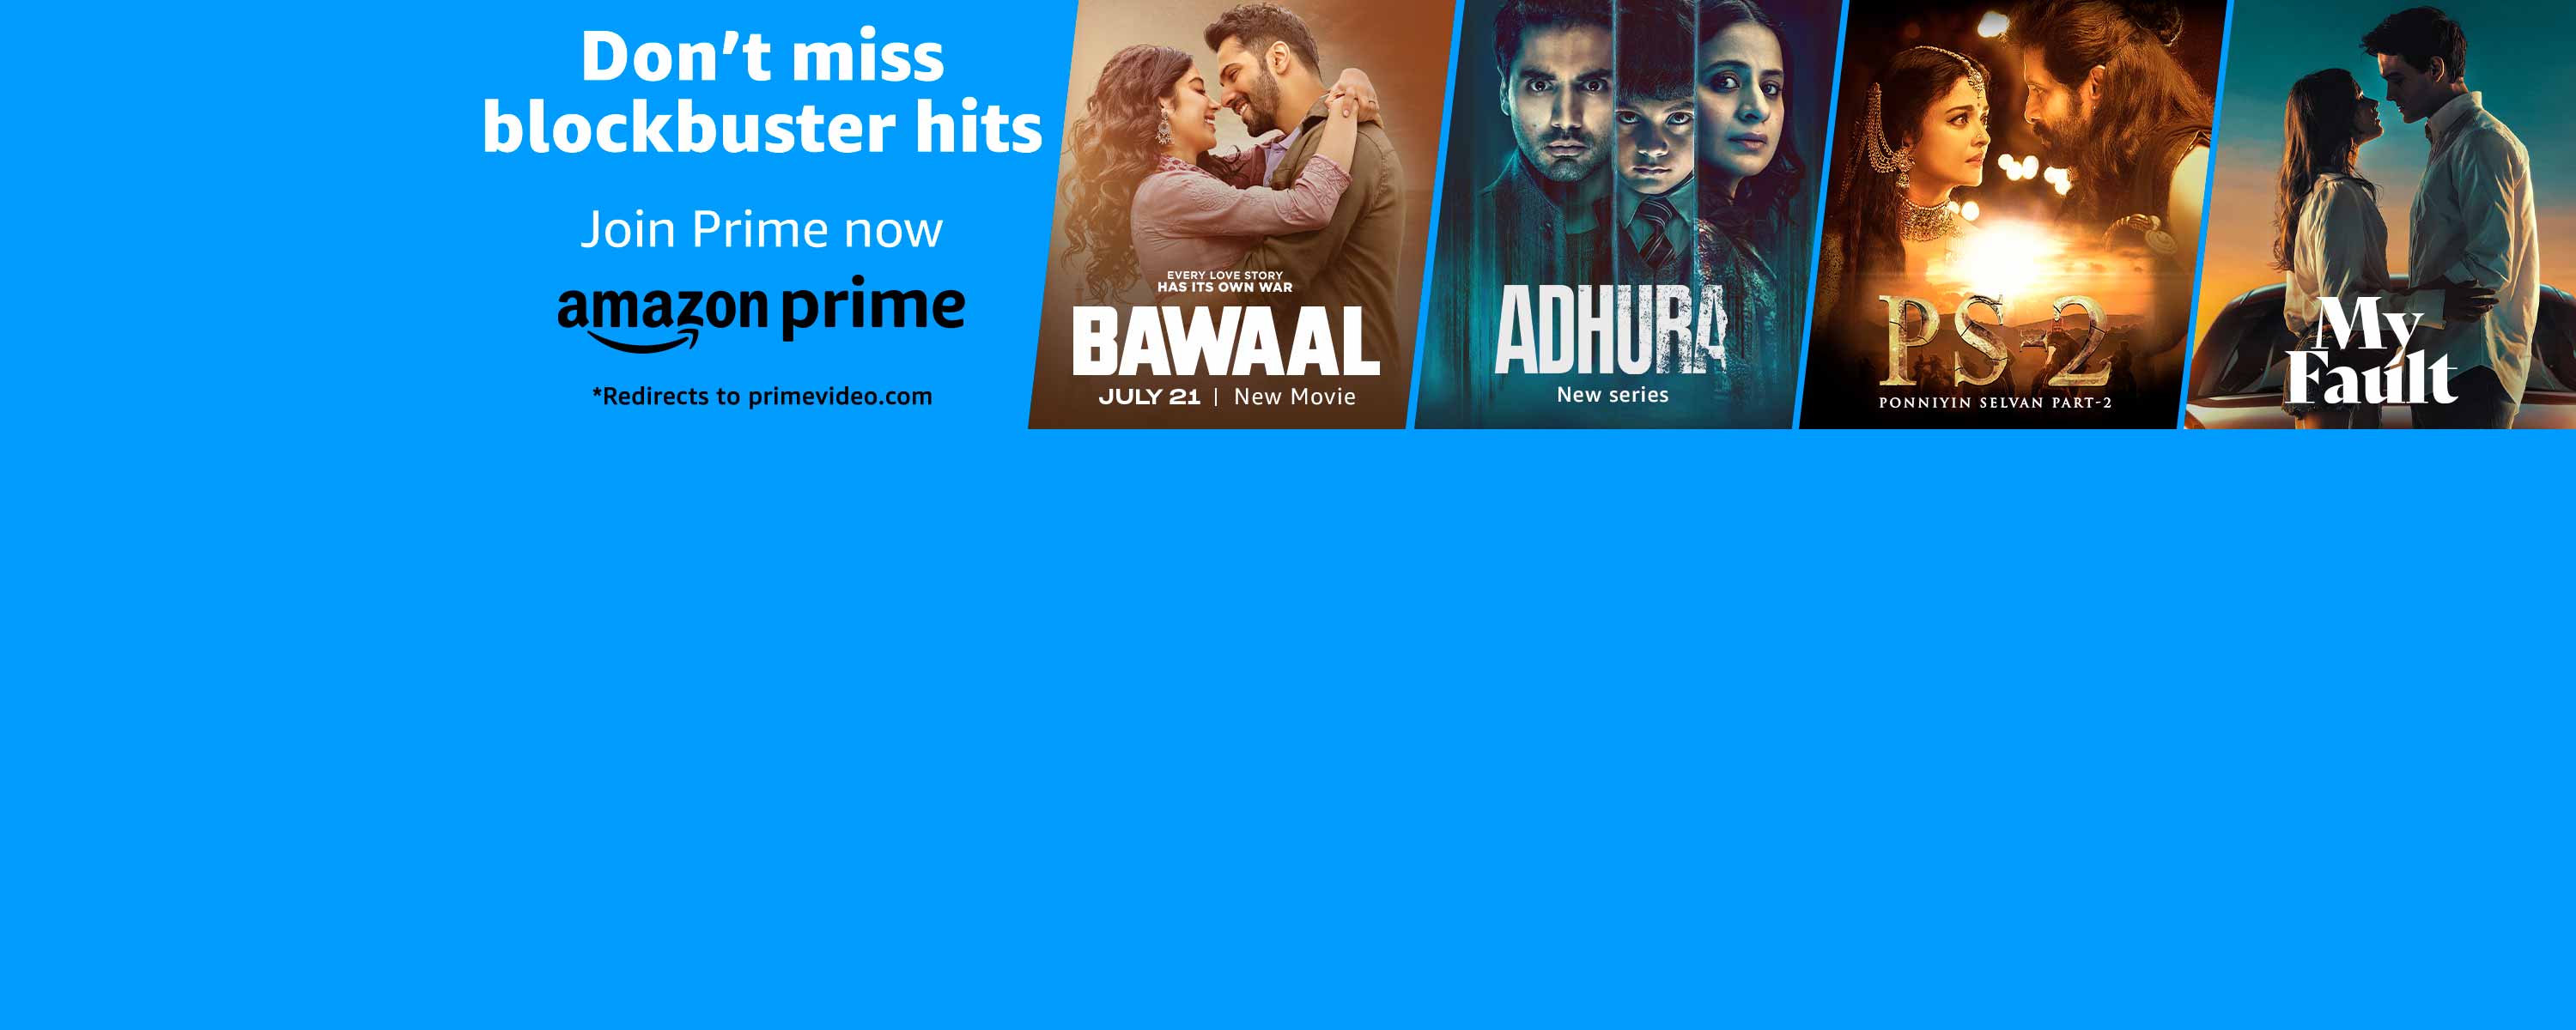 Don't miss
blockbuster hits
Join Prime now
amazon prime
*Redirects to primevideo.com
EVERY LOVE STORY
HAS ITS OWN WAR
BAWAAL
JULY 21 | New Movie
ADHURA
New series
PS-2
PONNIYIN SELVAN PART-2
My
Fault